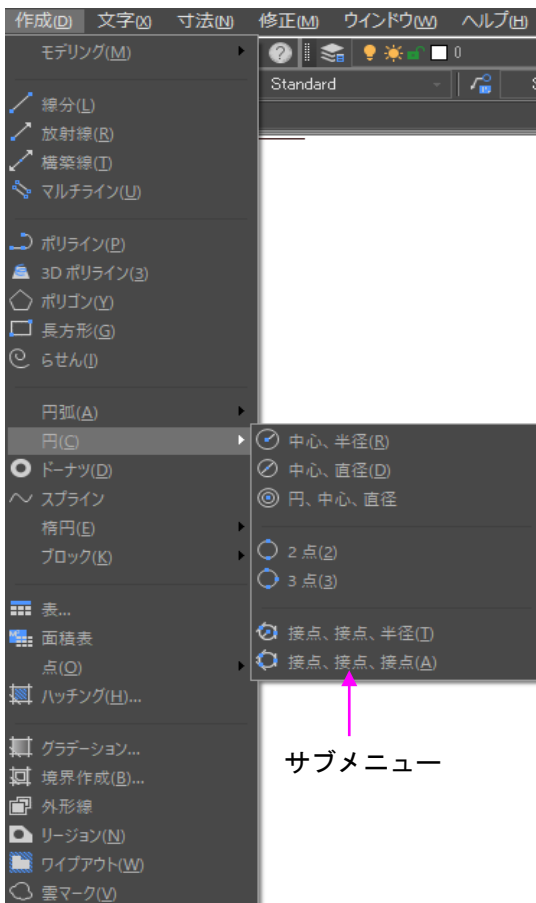 作成(D) 文字(X) 寸法(N) 修正(M) ウインドウ(W) ヘルプ(H)
モデリング(M)
0
Standard
線分(L)
放射線(R)
構築線(T)
マルチライン(U)
ポリライン(P)
3D ポリライン(3)
ポリゴン(Y)
長方形(G)
らせん(I)
円弧(A)
円(C)
ドーナツ(D)
スプライン
楕円(E)
ブロック(K)
表...
面積表
点(O)
ハッチング(H)...
グラデーション...
境界作成(B)...
外形線
リージョン(N)
ワイプアウト(W)
雲マーク(V)
中心、半径(R)
中心、直径(D)
円、中心、直径
2 点(2)
3 点(3)
接点、接点、半径(T)
接点、接点、接点(A)
サブメニュー